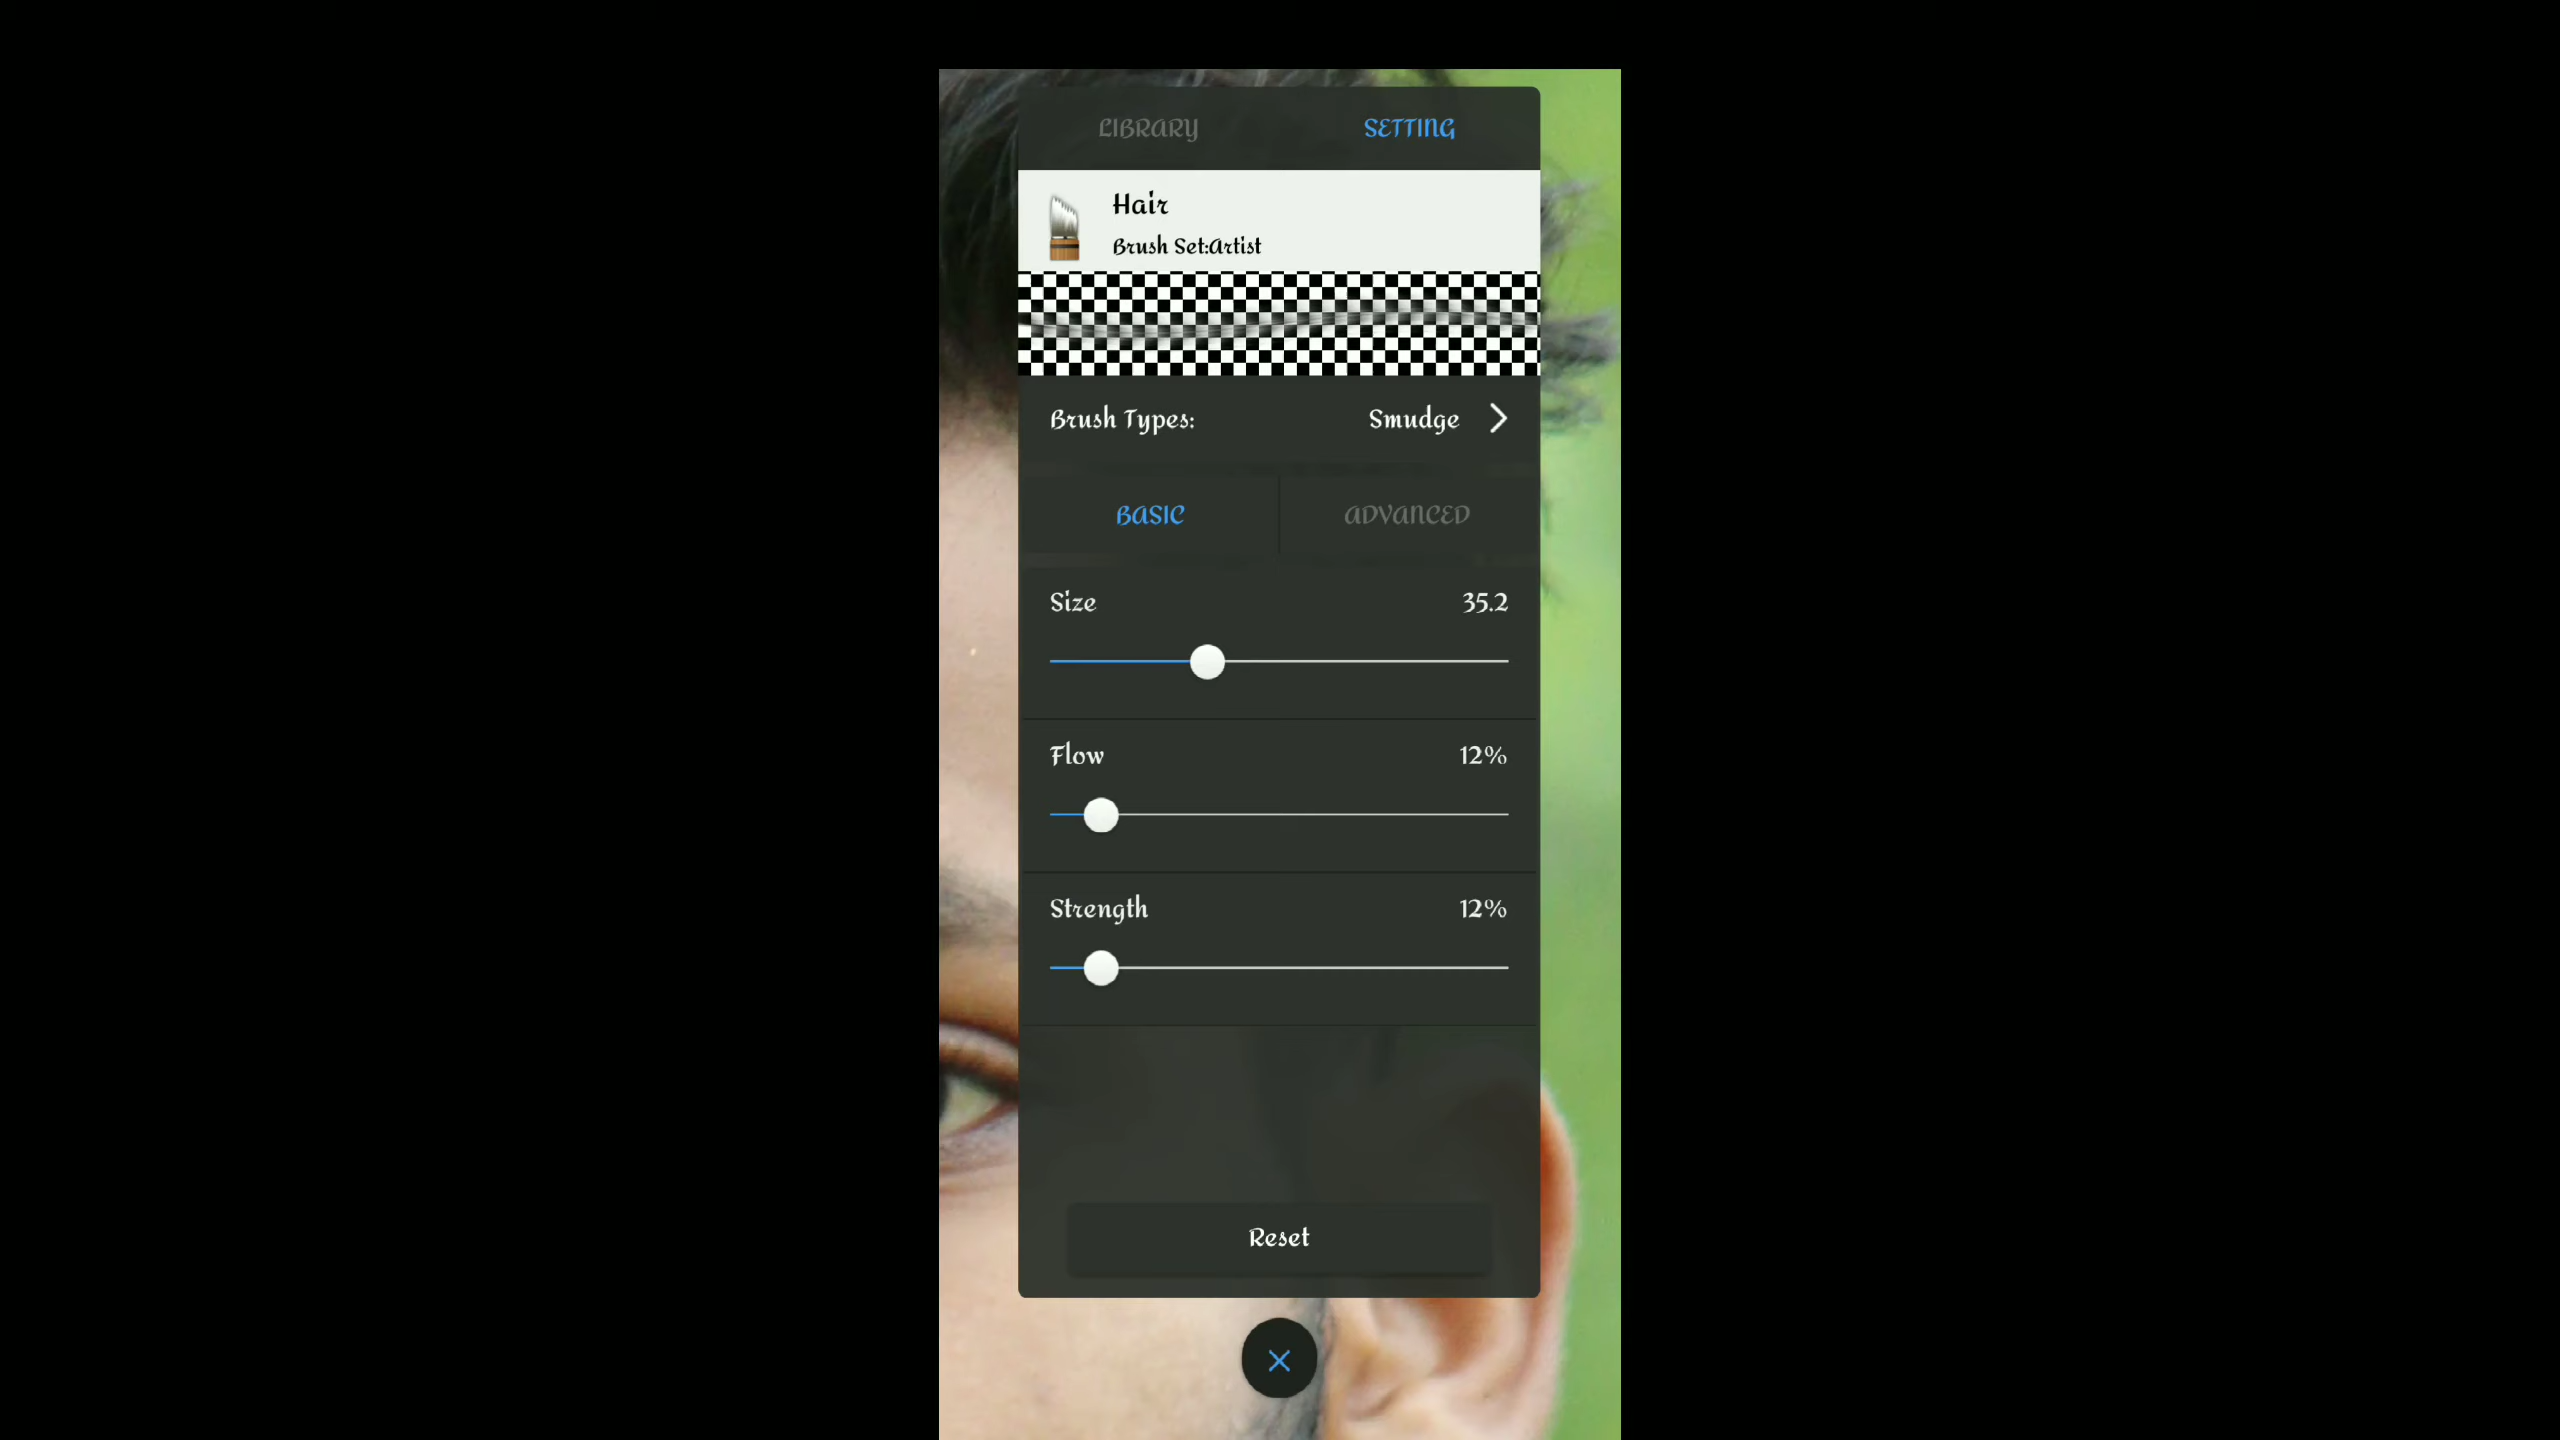 LIBRARY
SETTING
Hair
Brush Set:Artist
Brush Types:
Smudge
BASIC
ADVANCED
Size
35.2
Flow
12%
Strength
12%
Reset